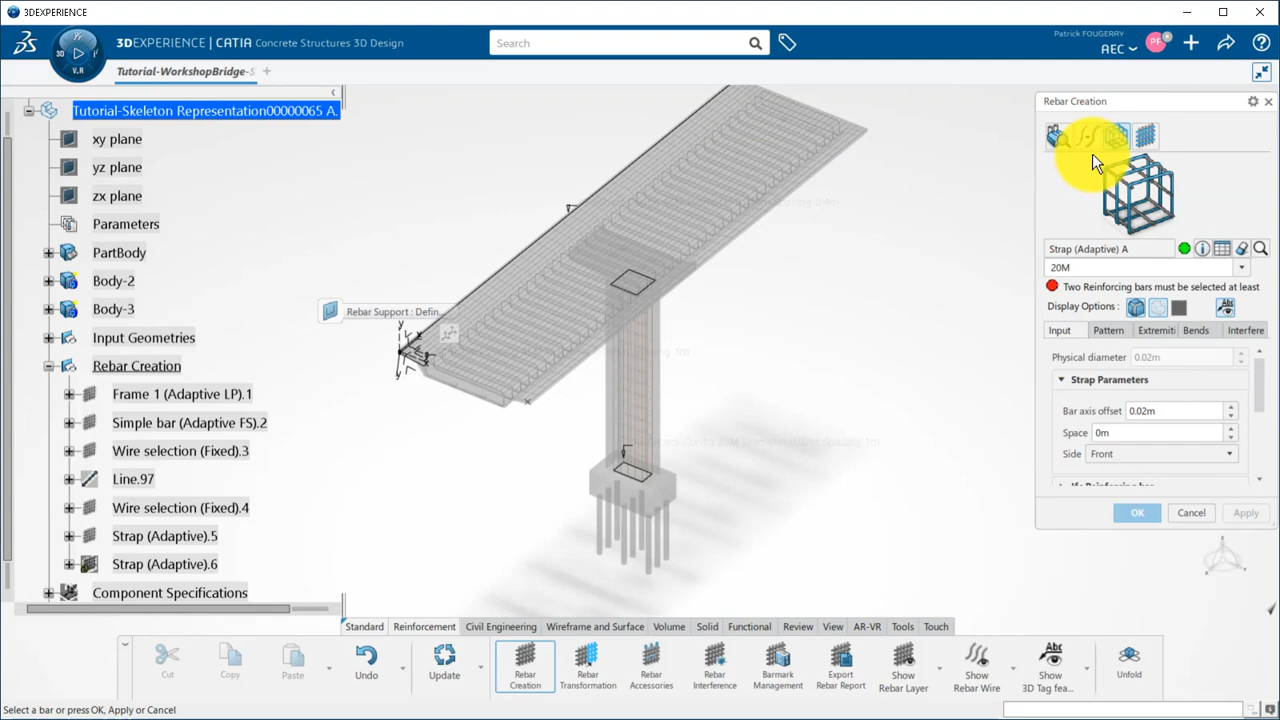 3DEXPERIENCE
3DEXPERIENCE | CATIA Concrete Structures 3D Design
Search
Patrick FOUGERAY
AEC
PF
3D
V.R
Tutorial-WorkshopBridge-S
Tutorial-Skeleton Representation00000065 A.
xy plane
yz plane
zx plane
Parameters
PartBody
Body-2
Body-3
Input Geometries
Rebar Creation
Frame 1 (Adaptive LP).1
Simple bar (Adaptive FS).2
Wire selection (Fixed).3
Line.97
Wire selection (Fixed).4
Strap (Adaptive).5
Strap (Adaptive).6
Component Specifications
Rebar Support : Defin...
Rebar Creation
Strap (Adaptive) A
20M
Two Reinforcing bars must be selected at least
Display Options :
Input Pattern Extremiti Bends Interfere
Physical diameter 0.02m
Strap Parameters
Bar axis offset 0.02m
Space 0m
Side Front
OK Cancel Apply
Standard Reinforcement Civil Engineering Wireframe and Surface Volume Solid Functional Review View AR-VR Tools Touch
Cut Copy Paste Undo Update Rebar Creation Rebar Transformation Rebar Accessories Rebar Interference Barmark Management Export Rebar Report Show Rebar Layer Show Rebar Wire Show 3D Tag fea... Unfold
Select a bar or press OK, Apply or Cancel